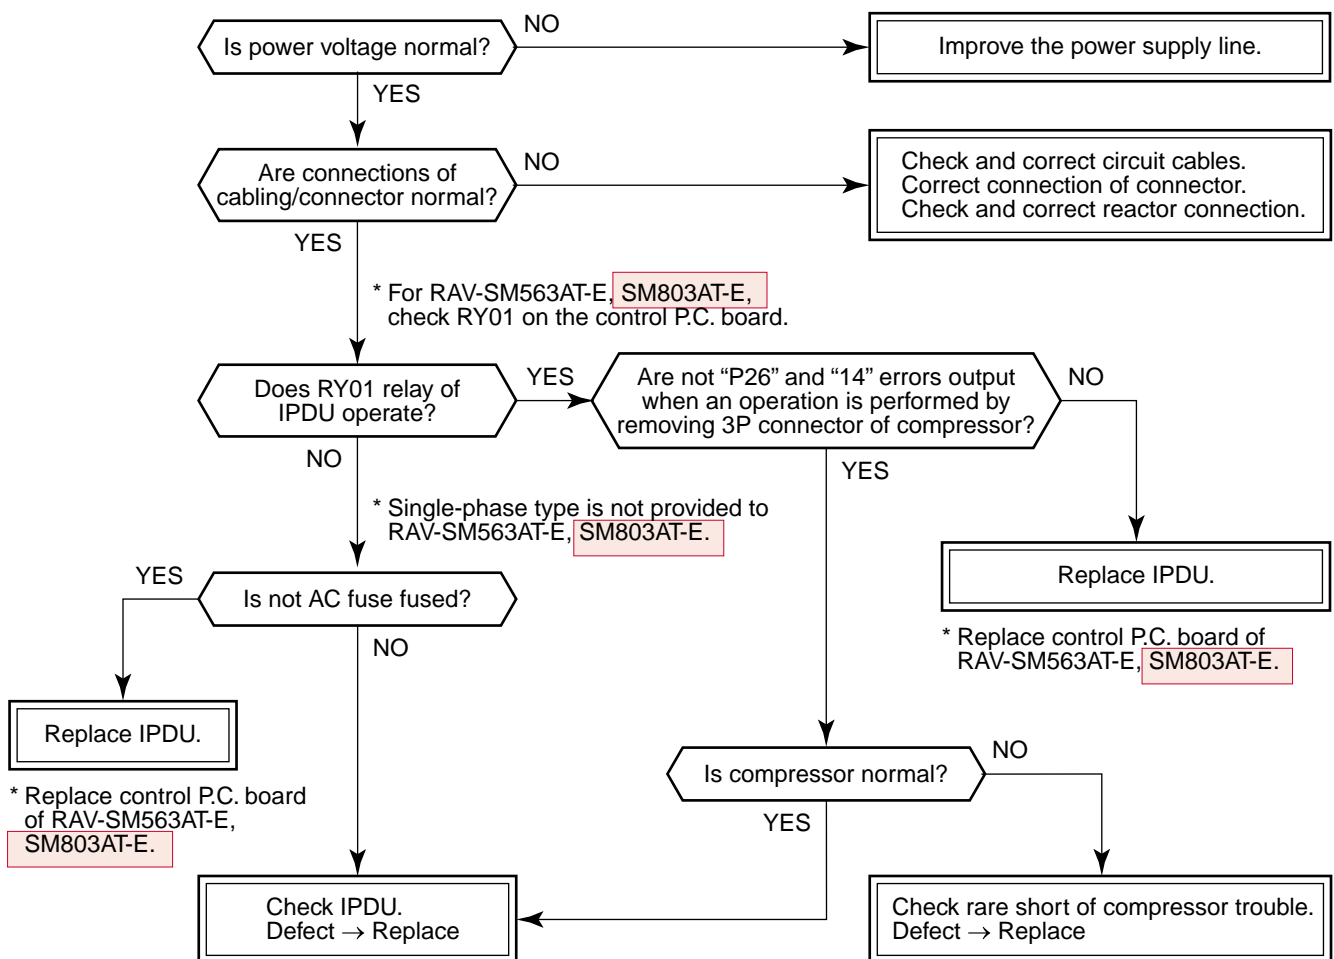 Is power voltage normal?
NO
Improve the power supply line.
YES
Are connections of
cabling/connector normal?
NO
Check and correct circuit cables.
Correct connection of connector.
Check and correct reactor connection.
YES
* For RAV-SM563AT-E, SM803AT-E,
check RY01 on the control P.C. board.
Does RY01 relay of
IPDU operate?
YES
Are not “P26” and “14” errors output
when an operation is performed by
removing 3P connector of compressor?
NO
NO
YES
* Single-phase type is not provided to
RAV-SM563AT-E, SM803AT-E.
Replace IPDU.
* Replace control P.C. board of
RAV-SM563AT-E, SM803AT-E.
YES
Is not AC fuse fused?
NO
Replace IPDU.
* Replace control P.C. board
of RAV-SM563AT-E,
SM803AT-E.
Is compressor normal?
NO
YES
Check IPDU.
Defect → Replace
Check rare short of compressor trouble.
Defect → Replace